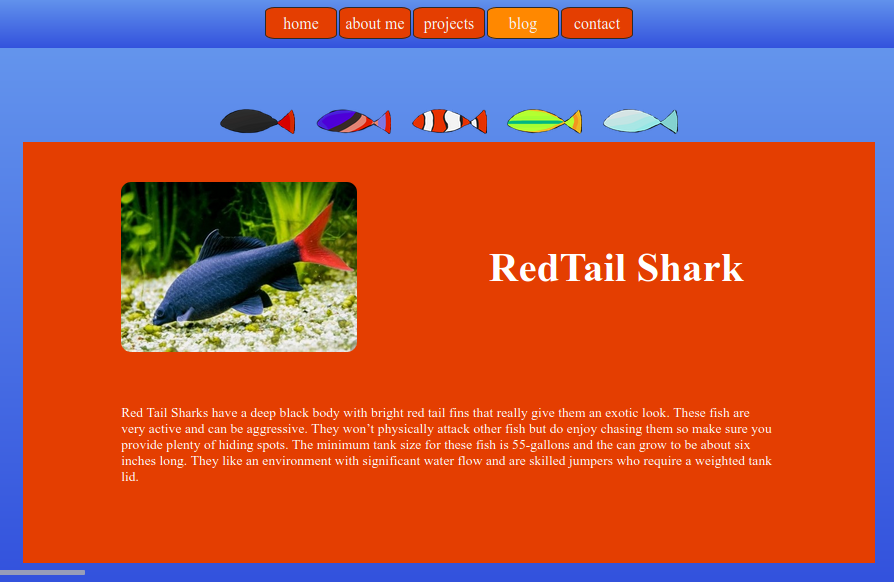 home about me projects blog contact
RedTail Shark
Red Tail Sharks have a deep black body with bright red tail fins that really give them an exotic look. These fish are
very active and can be aggressive. They won’t physically attack other fish but do enjoy chasing them so make sure you
provide plenty of hiding spots. The minimum tank size for these fish is 55-gallons and the can grow to be about six
inches long. They like an environment with significant water flow and are skilled jumpers who require a weighted tank
lid.